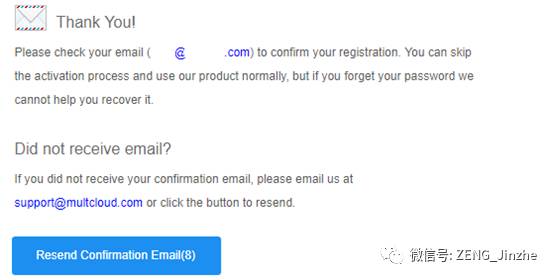 Thank You!
Please check your email ( @ .com) to confirm your registration. You can skip
the activation process and use our product normally, but if you forget your password we
cannot help you recover it.
Did not receive email?
If you did not receive your confirmation email, please email us at
support@multcloud.com or click the button to resend.
Resend Confirmation Email(8)
微信号: ZENG_Jinzhe